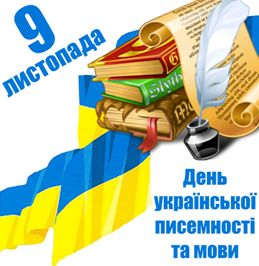 9
листопада
День
української
писемності
та мови